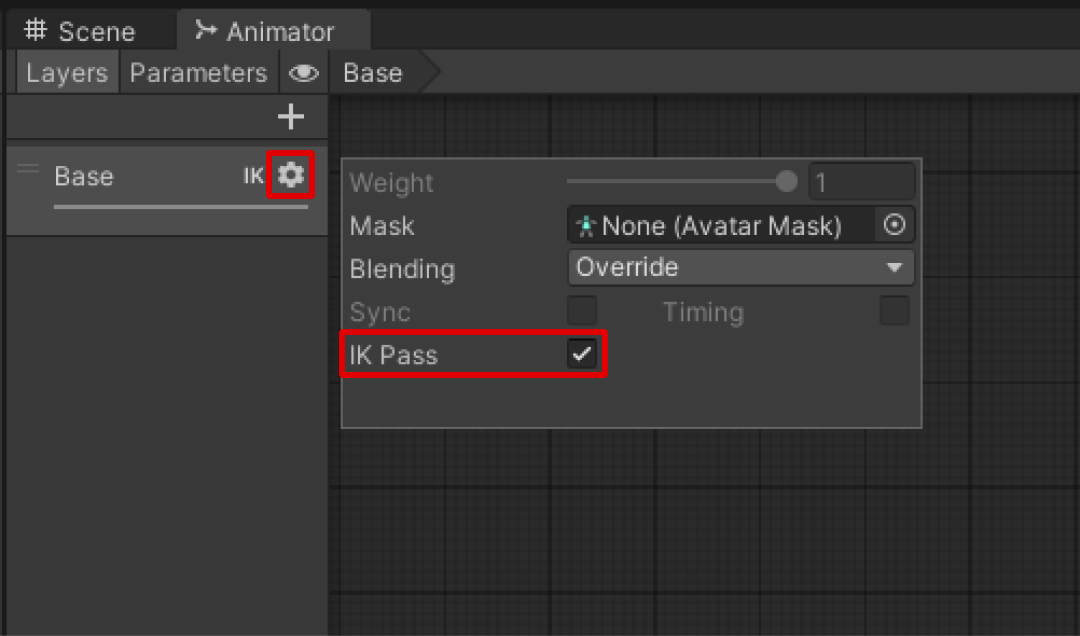 Scene
Animator
Layers
Parameters
Base
Base
IK
Weight
1
Mask
None (Avatar Mask)
Blending
Override
Sync
Timing
IK Pass